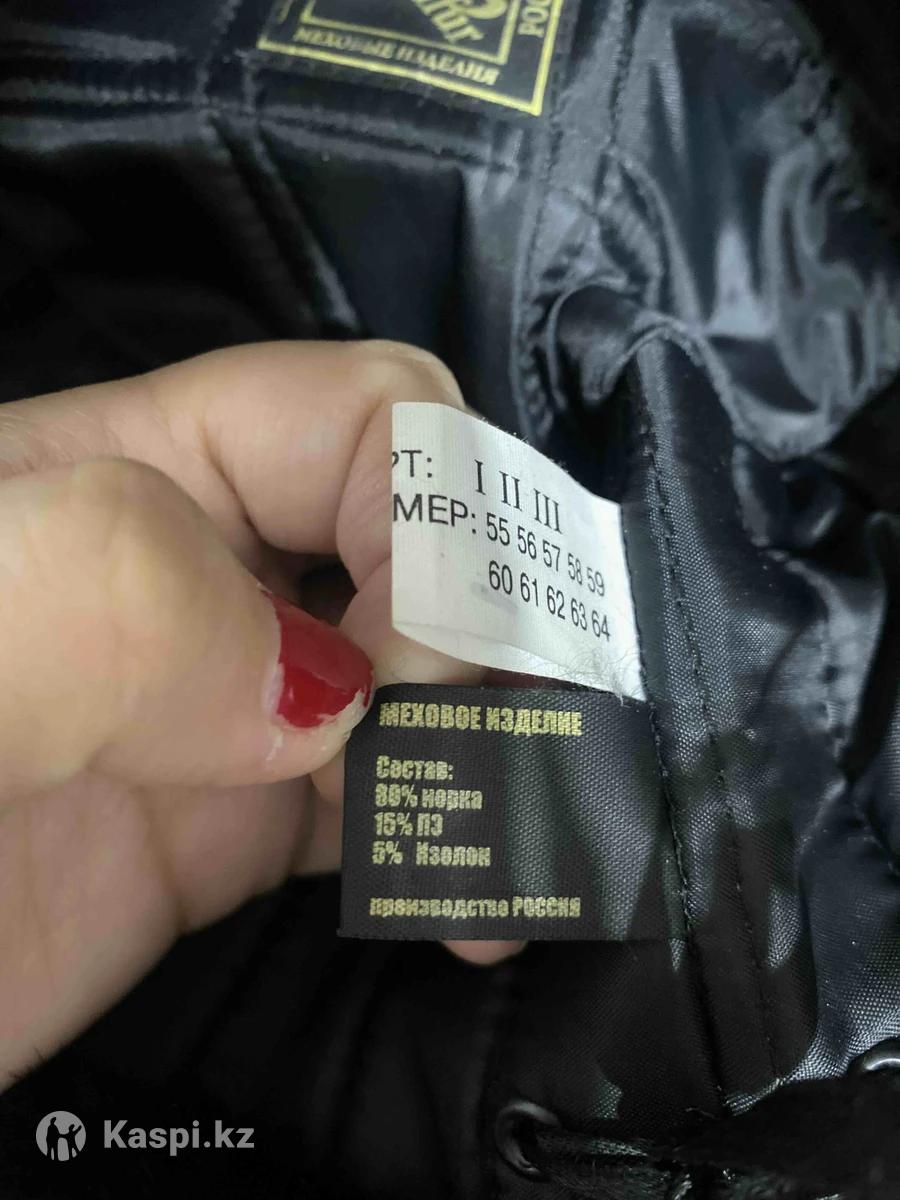 РОС
МЕХОВЫЕ ИЗДЕЛИЯ
РТ: I II III
МЕР: 55 56 57 58 59
60 61 62 63 64
МЕХОВОЕ ИЗДЕЛИЕ
Состав:
80% норка
15% ПЭ
5% Изолон
производство РОССИЯ
Kaspi.kz